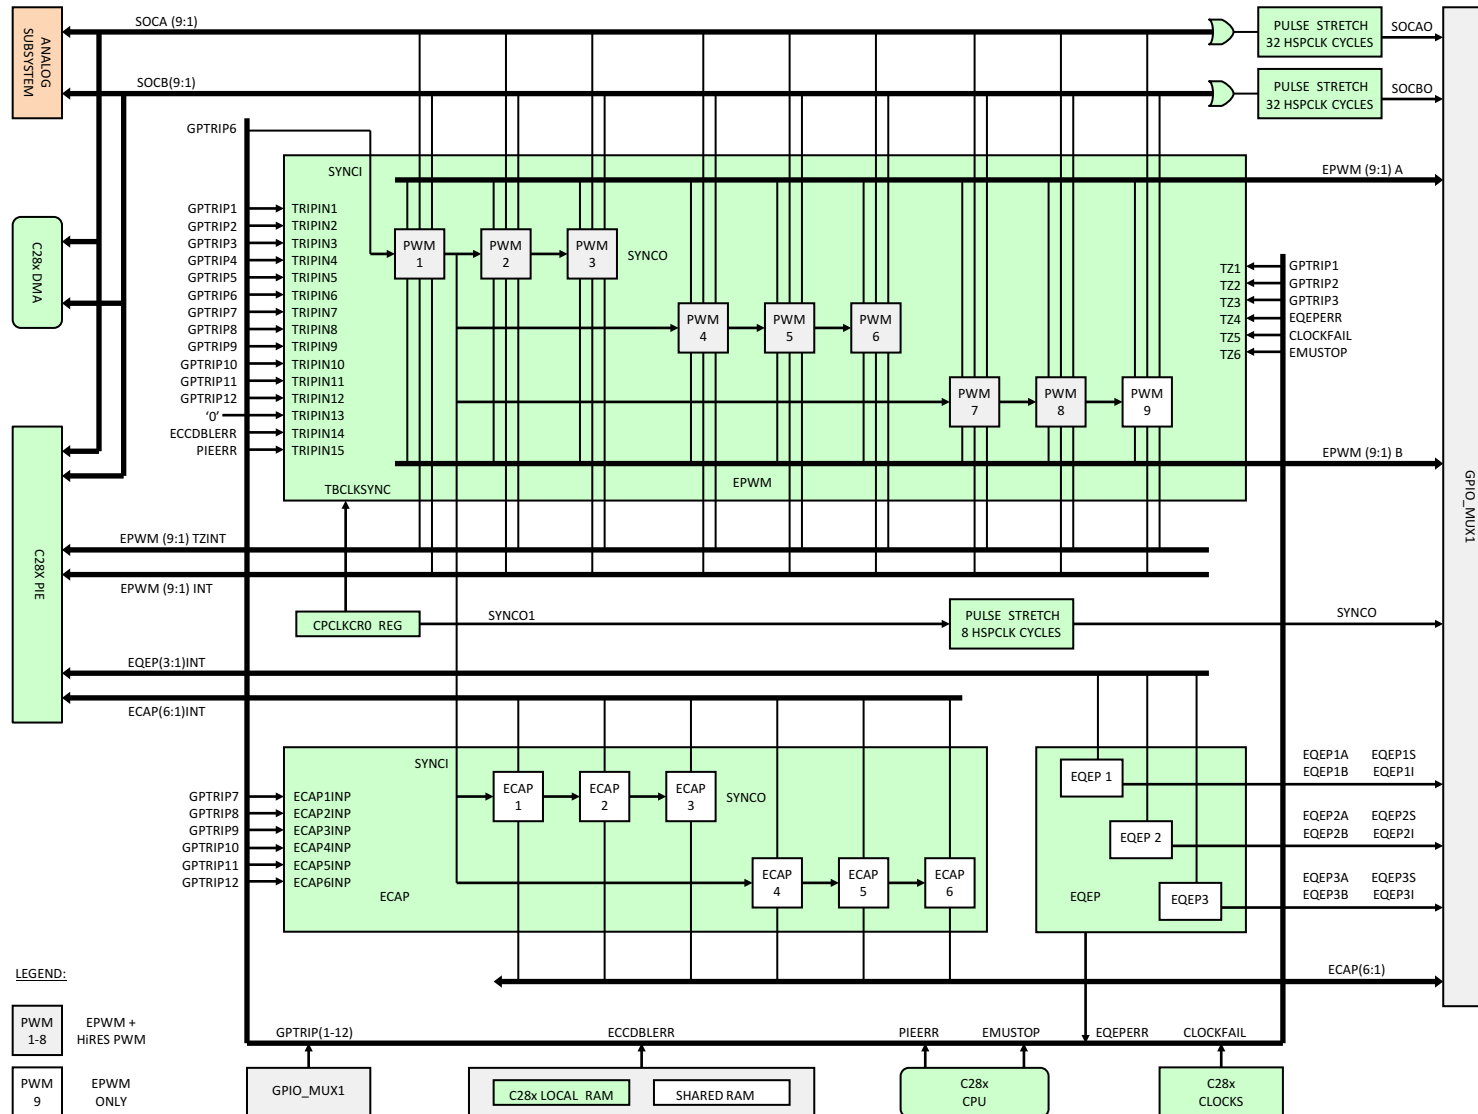 ANALOG
SUBSYSTEM
SOCA (9:1)
PULSE STRETCH
32 HSPCLK CYCLES
SOCAO
SOCB(9:1)
PULSE STRETCH
32 HSPCLK CYCLES
SOCBO
GPTRIP6
SYNCI
EPWM (9:1) A
C28x DMA
GPTRIP1
GPTRIP2
GPTRIP3
GPTRIP4
GPTRIP5
GPTRIP6
GPTRIP7
GPTRIP8
GPTRIP9
GPTRIP10
GPTRIP11
GPTRIP12
'0'
ECCDBLERR
PIEERR
TRIPIN1
TRIPIN2
TRIPIN3
TRIPIN4
TRIPIN5
TRIPIN6
TRIPIN7
TRIPIN8
TRIPIN9
TRIPIN10
TRIPIN11
TRIPIN12
TRIPIN13
TRIPIN14
TRIPIN15
PWM
1
PWM
2
PWM
3
SYNCO
PWM
4
PWM
5
PWM
6
PWM
7
PWM
8
PWM
9
TZ1
TZ2
TZ3
TZ4
TZ5
TZ6
GPTRIP1
GPTRIP2
GPTRIP3
EQEPERR
CLOCKFAIL
EMUSTOP
EPWM (9:1) B
EPWM
TBCLKSYNC
GPIO_MUX1
C28X PIE
EPWM (9:1) TZINT
EPWM (9:1) INT
CPCLKCR0 REG
SYNCO1
PULSE STRETCH
8 HSPCLK CYCLES
SYNCO
EQEP(3:1)INT
ECAP(6:1)INT
SYNCI
GPTRIP7
GPTRIP8
GPTRIP9
GPTRIP10
GPTRIP11
GPTRIP12
ECAP1INP
ECAP2INP
ECAP3INP
ECAP4INP
ECAP5INP
ECAP6INP
ECAP
1
ECAP
2
ECAP
3
SYNCO
ECAP
4
ECAP
5
ECAP
6
ECAP
EQEP 1
EQEP 2
EQEP3
EQEP
EQEP1A EQEP1S
EQEP1B EQEP1I
EQEP2A EQEP2S
EQEP2B EQEP2I
EQEP3A EQEP3S
EQEP3B EQEP3I
ECAP(6:1)
LEGEND:
PWM
1-8
EPWM +
HiRES PWM
PWM
9
EPWM
ONLY
GPTRIP(1-12)
ECCDBLERR
PIEERR
EMUSTOP
EQEPERR
CLOCKFAIL
GPIO_MUX1
C28x LOCAL RAM
SHARED RAM
C28x
CPU
C28x
CLOCKS